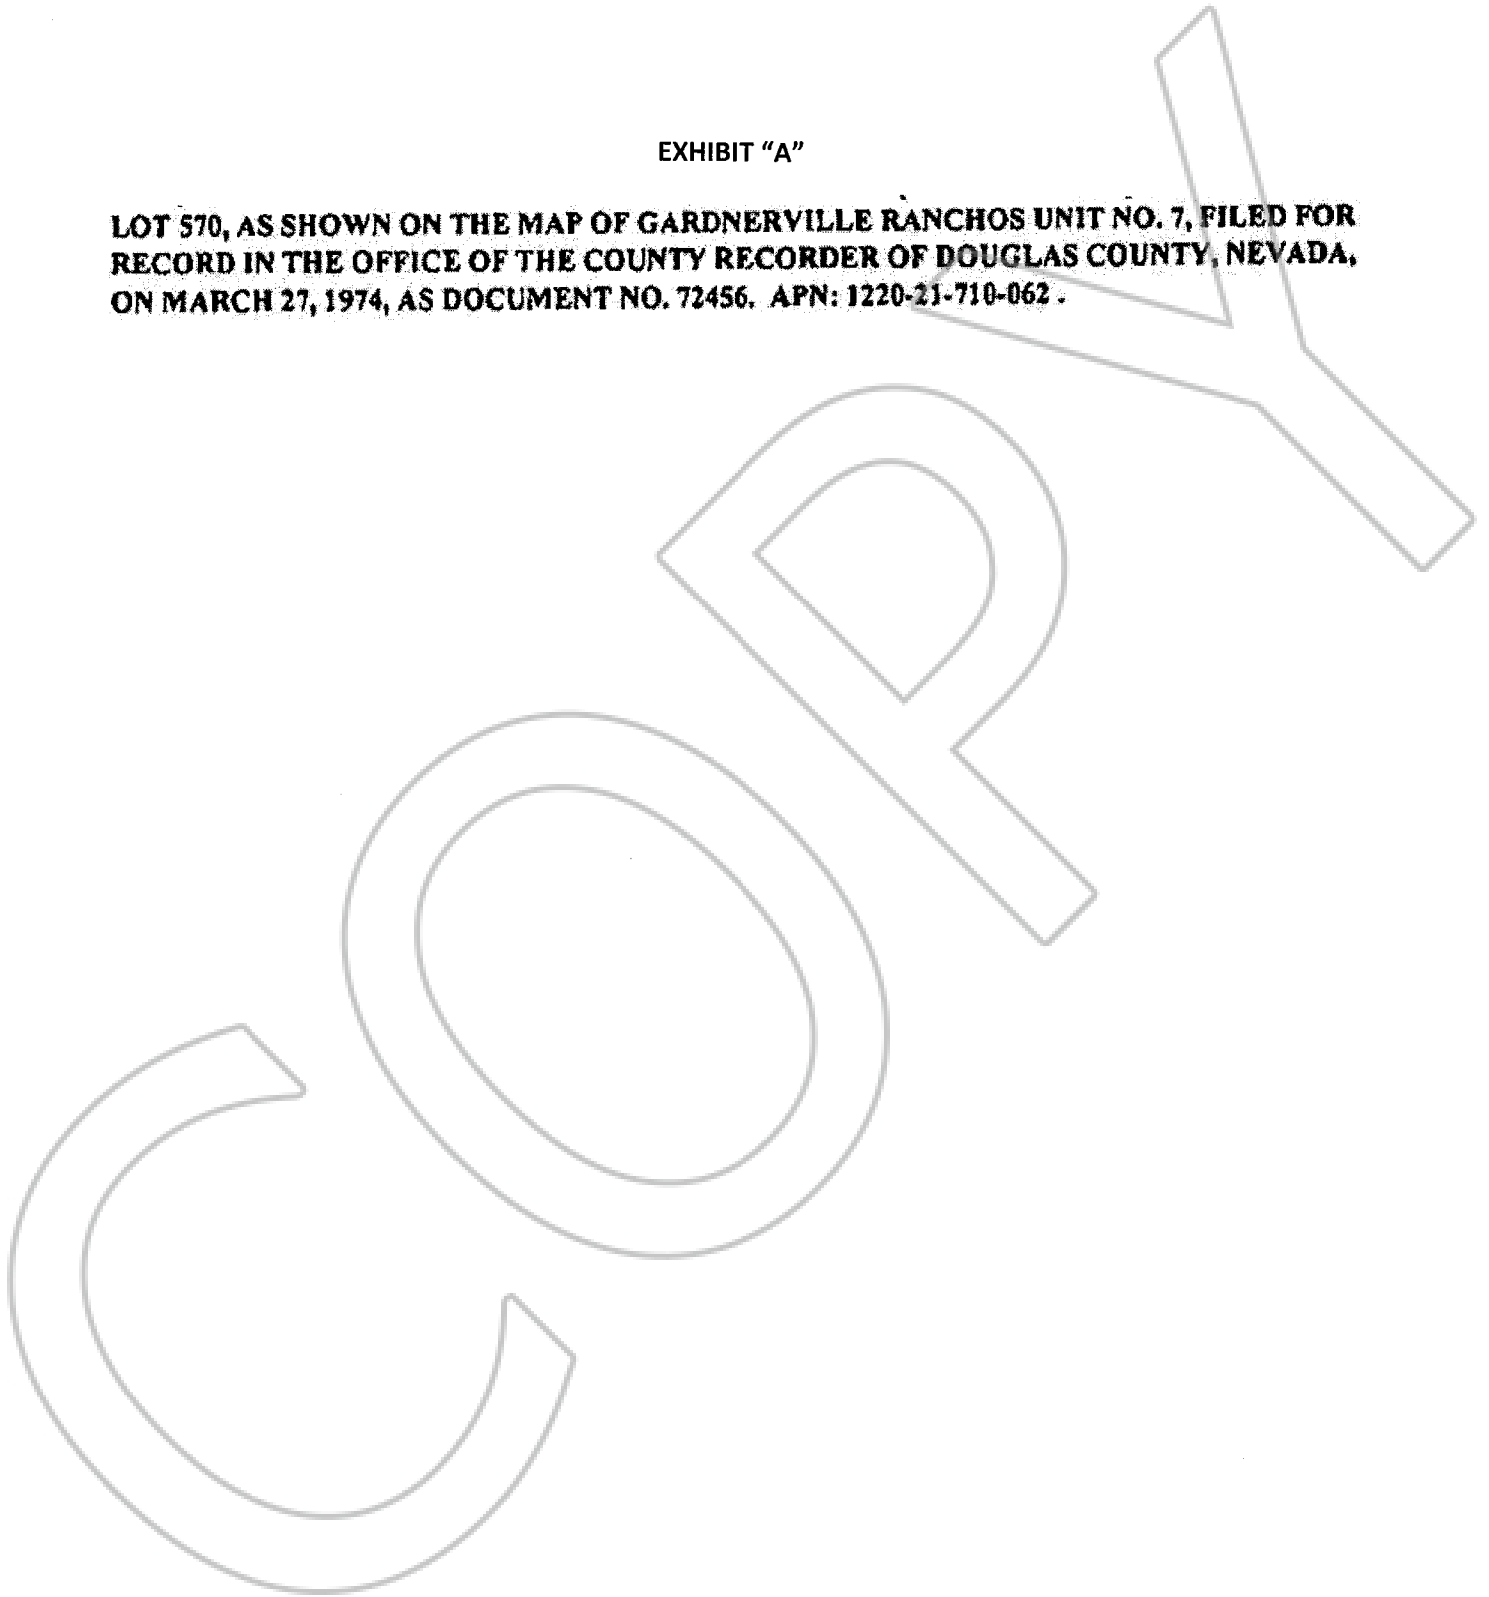 EXHIBIT “A”
LOT 570, AS SHOWN ON THE MAP OF GARDNERVILLE RANCHOS UNIT NO. 7, FILED FOR
RECORD IN THE OFFICE OF THE COUNTY RECORDER OF DOUGLAS COUNTY, NEVADA,
ON MARCH 27, 1974, AS DOCUMENT NO. 72456. APN: 1220-21-710-062 .
COPY